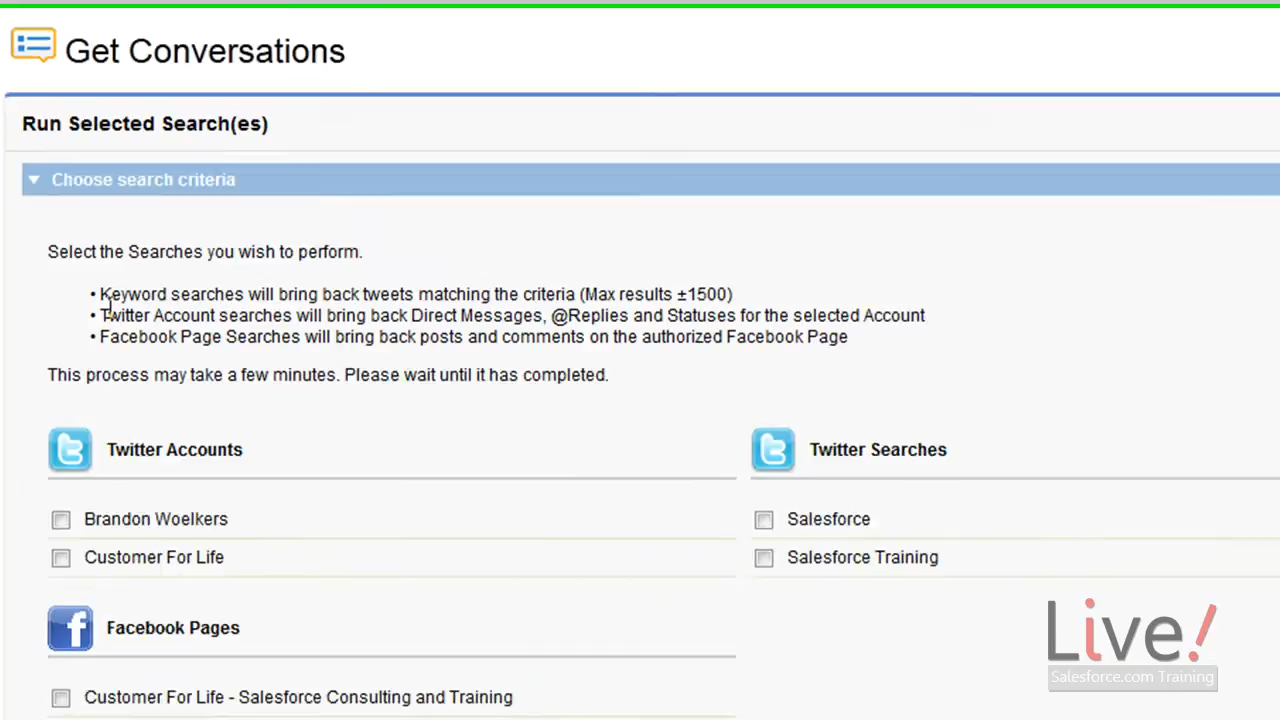 Get Conversations
Run Selected Search(es)
Choose search criteria
Select the Searches you wish to perform.
• Keyword searches will bring back tweets matching the criteria (Max results ±1500)
• Twitter Account searches will bring back Direct Messages, @Replies and Statuses for the selected Account
• Facebook Page Searches will bring back posts and comments on the authorized Facebook Page
This process may take a few minutes. Please wait until it has completed.
Twitter Accounts
Brandon Woelkers
Customer For Life
Twitter Searches
Salesforce
Salesforce Training
Facebook Pages
Customer For Life - Salesforce Consulting and Training
Live!
Salesforce.com Training